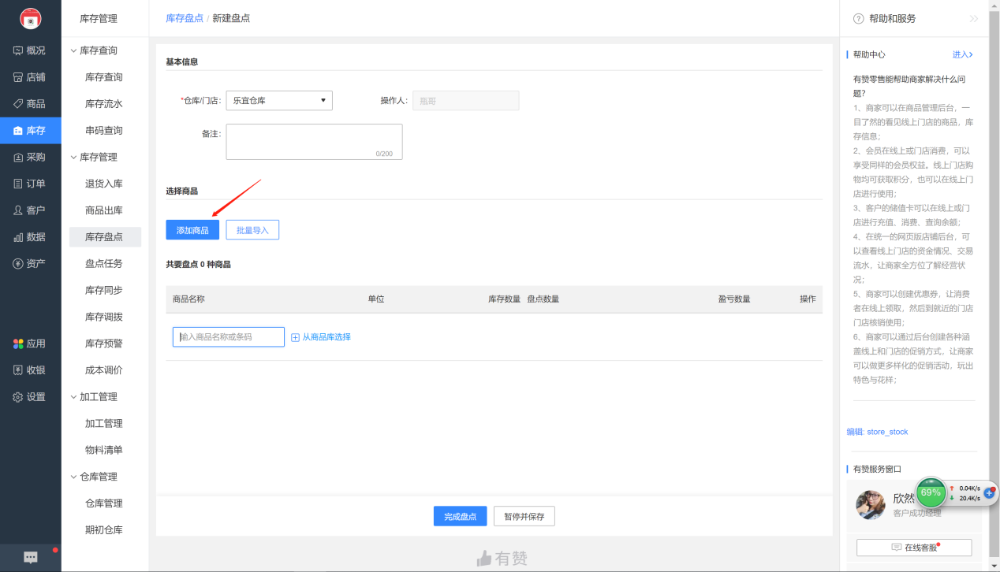 概况
店铺
商品
库存
采购
订单
客户
数据
资产
应用
收银
设置
库存管理
库存查询
库存查询
库存流水
串码查询
库存管理
退货入库
商品出库
库存盘点
盘点任务
库存同步
库存调拨
库存预警
成本调价
加工管理
加工管理
物料清单
仓库管理
仓库管理
期初仓库
库存盘点 / 新建盘点
基本信息
*仓库/门店: 乐宜仓库 操作人: 瓶哥
备注:
0/200
选择商品
添加商品 批量导入
共要盘点 0 种商品
商品名称 单位 库存数量 盘点数量 盈亏数量 操作
输入商品名称或条码 从商品库选择
完成盘点 暂停并保存
有赞
帮助和服务
帮助中心 进入
有赞零售能帮助商家解决什么问
题?
1、商家可以在商品管理后台，一
目了然的看见线上门店的商品，库
存信息；
2、会员在线上或门店消费，可以
享受同样的会员权益。线上门店购
物均可获取积分，也可以在线上门
店进行使用；
3、客户的储值卡可以在线上或门
店进行充值、消费、查询余额；
4、在统一的网页版店铺后台，可
以查看线上门店的资金情况、交易
流水，让商家全方位了解经营状
况；
5、商家可以创建优惠券，让消费
者在线上领取，然后到就近的门店
门店核销使用；
6、商家可以通过后台创建各种涵
盖线上和门店的促销方式，让商家
可以做更多样化的促销活动，玩出
特色与花样；
编辑: store_stock
有赞服务窗口
欣然
客户成功经理
69%
0.04K/s
20.4K/s
在线客服